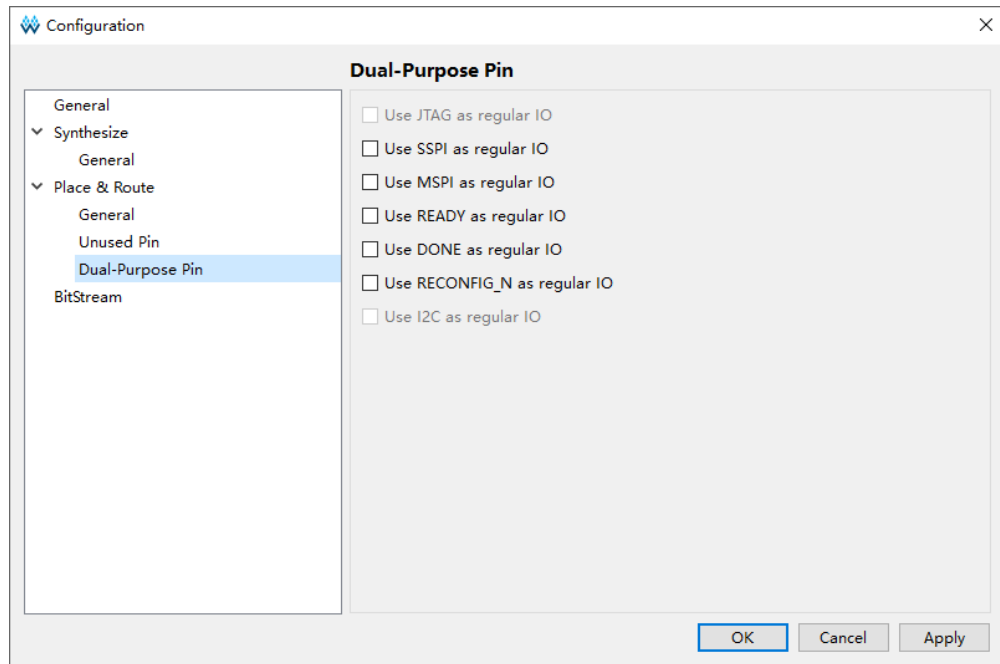 Configuration
Dual-Purpose Pin
General
Synthesize
General
Place & Route
General
Unused Pin
Dual-Purpose Pin
BitStream
Use JTAG as regular IO
Use SSPI as regular IO
Use MSPI as regular IO
Use READY as regular IO
Use DONE as regular IO
Use RECONFIG_N as regular IO
Use I2C as regular IO
OK
Cancel
Apply